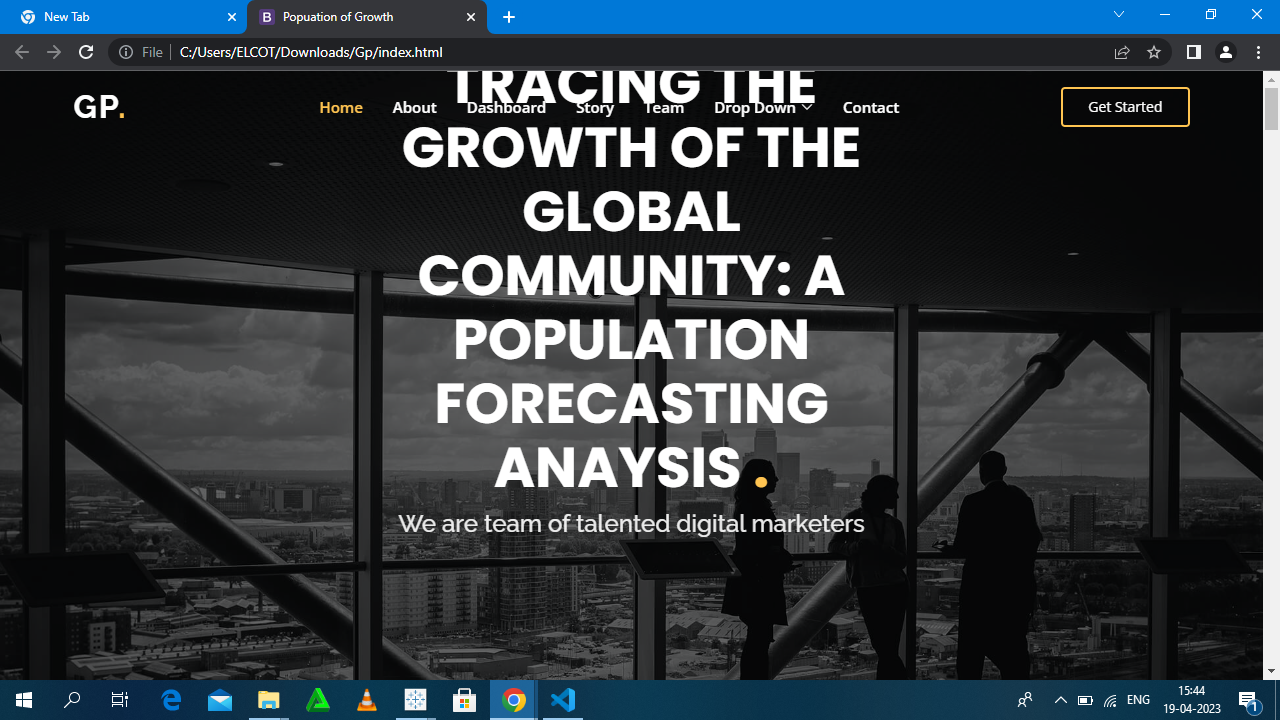 New Tab
Popuation of Growth
File
C:/Users/ELCOT/Downloads/Gp/index.html
GP.
Home
About
Dashboard
Story
Team
Drop Down
Contact
Get Started
TRACING THE
GROWTH OF THE
GLOBAL
COMMUNITY: A
POPULATION
FORECASTING
ANAYSIS .
We are team of talented digital marketers
ENG
15:44
19-04-2023
1